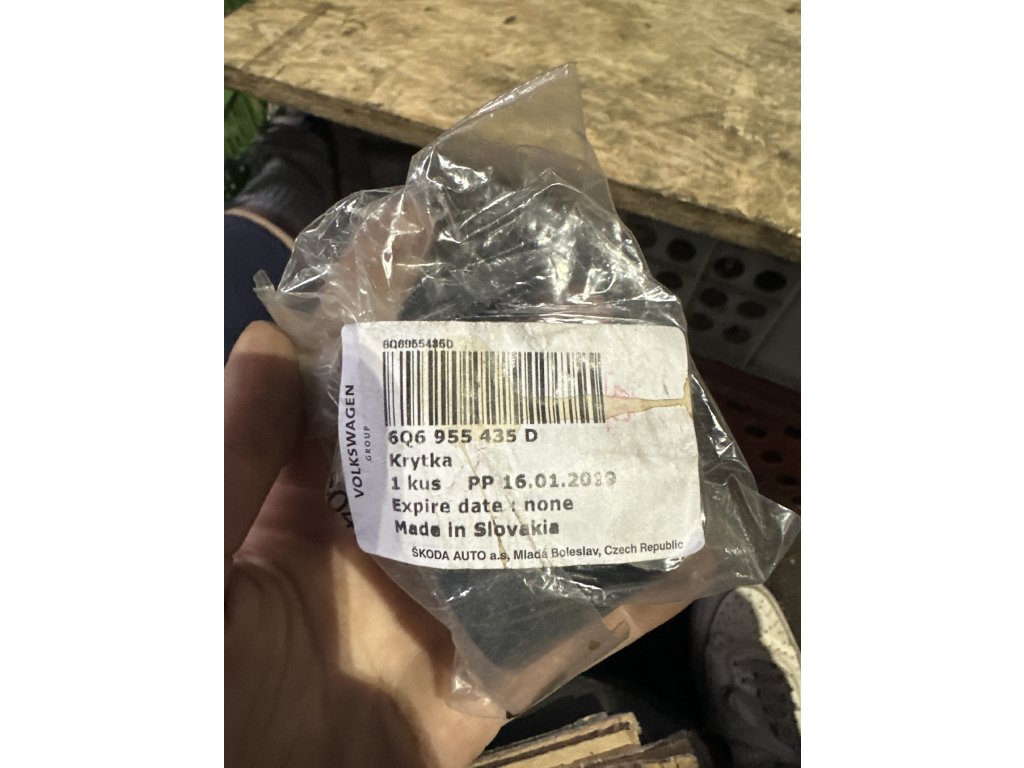 6Q6955435D
6Q6 955 435 D
Krytka
1 kus PP 16.01.2019
Expire date : none
Made in Slovakia
ŠKODA AUTO a.s, Mladá Boleslav, Czech Republic
VOLKSWAGEN
GROUP